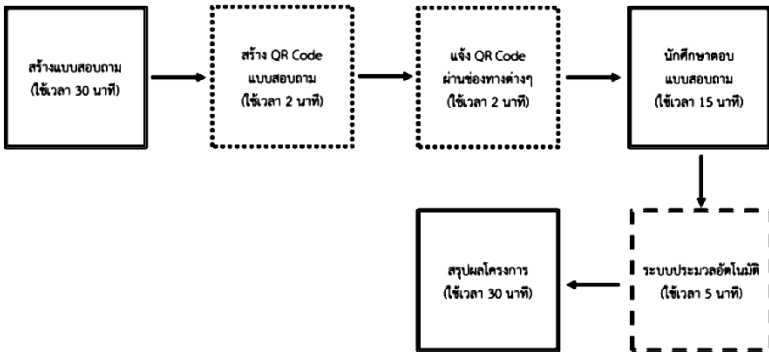 สร้างแบบสอบถาม
(ใช้เวลา 30 นาที)
สร้าง QR Code
แบบสอบถาม
(ใช้เวลา 2 นาที)
แจ้ง QR Code
ผ่านช่องทางต่างๆ
(ใช้เวลา 2 นาที)
นักศึกษาตอบ
แบบสอบถาม
(ใช้เวลา 15 นาที)
สรุปผลโครงการ
(ใช้เวลา 30 นาที)
ระบบประมวลอัตโนมัติ
(ใช้เวลา 5 นาที)